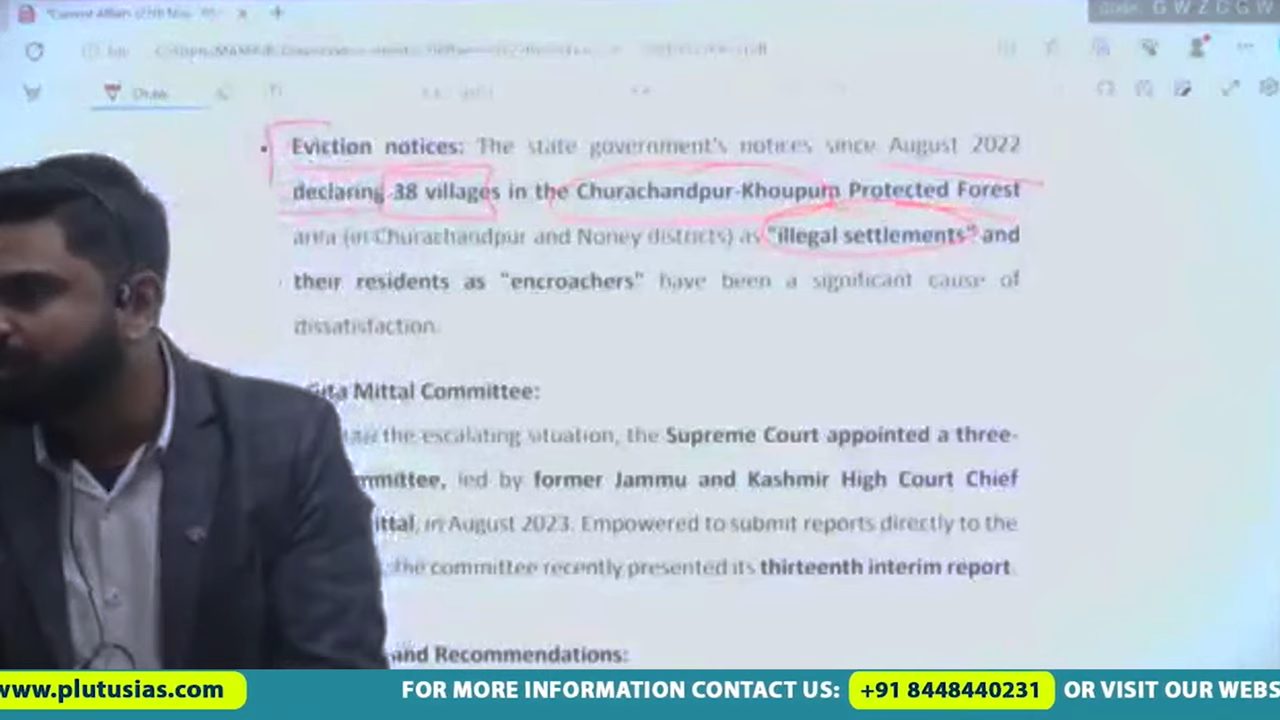 Draw
Eviction notices: The state government's notices since August 2022
declaring 38 villages in the Churachandpur-Khoupum Protected Forest
area (in Churachandpur and Noney districts) as "illegal settlements" and
their residents as "encroachers" have been a significant cause of
dissatisfaction.
Mittal Committee:
the escalating situation, the Supreme Court appointed a three-
mmittee, led by former Jammu and Kashmir High Court Chief
ittal, in August 2023. Empowered to submit reports directly to the
the committee recently presented its thirteenth interim report.
and Recommendations:
www.plutusias.com
FOR MORE INFORMATION CONTACT US: +91 8448440231 OR VISIT OUR WEBS